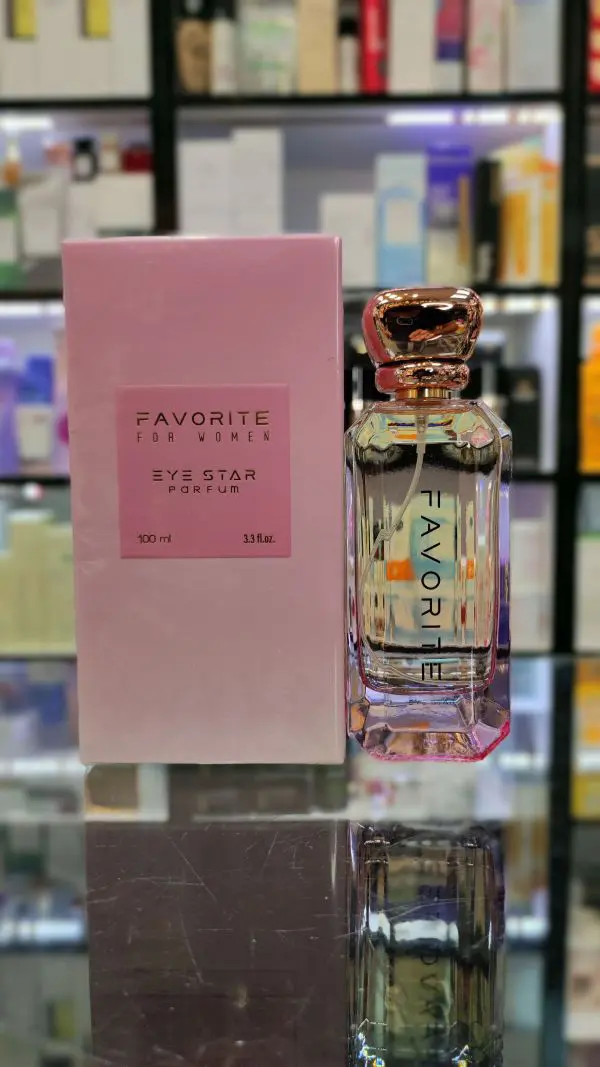 FAVORITE
FOR WOMEN
EYE STAR
PARFUM
100 ml 3.3 fl.oz.
FAVORITE